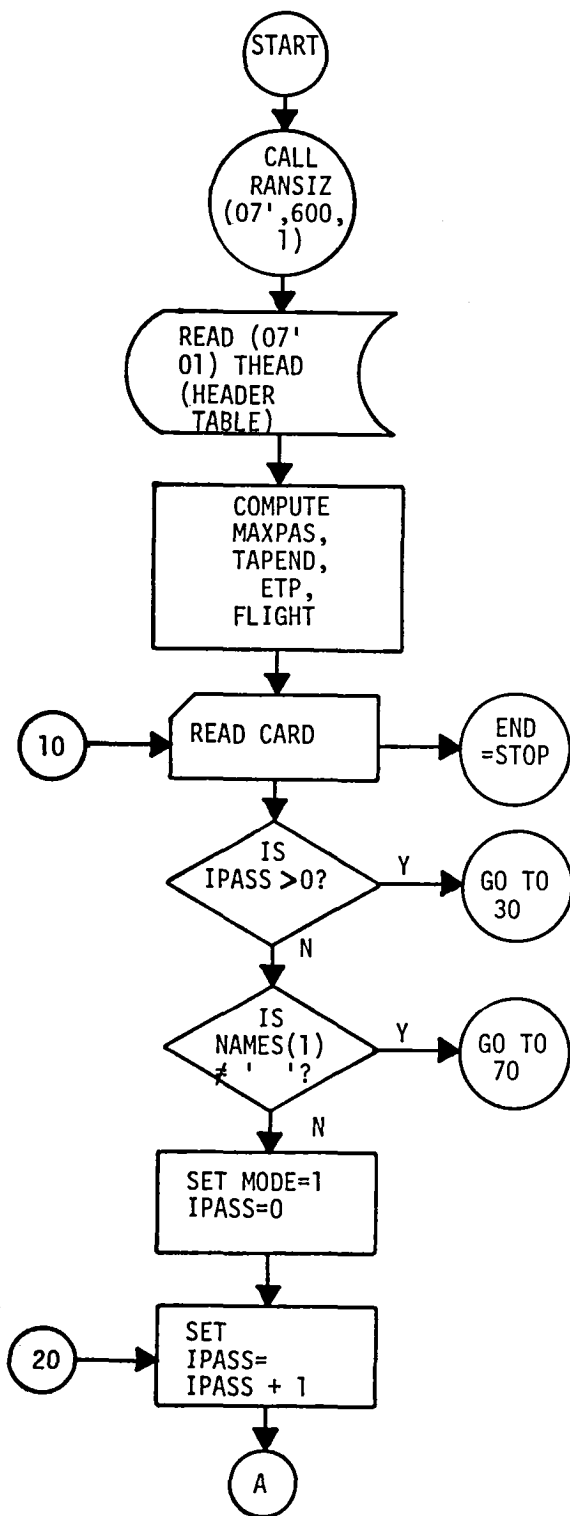 START
CALL
RANSIZ
(07',600,
1)
READ (07'
01) THEAD
(HEADER
TABLE)
COMPUTE
MAXPAS,
TAPEND,
ETP,
FLIGHT
10
READ CARD
END
=STOP
IS
IPASS >0?
Y
GO TO
30
N
IS
NAMES(1)
≠ ' '?
Y
GO TO
70
N
SET MODE=1
IPASS=0
20
SET
IPASS=
IPASS + 1
A